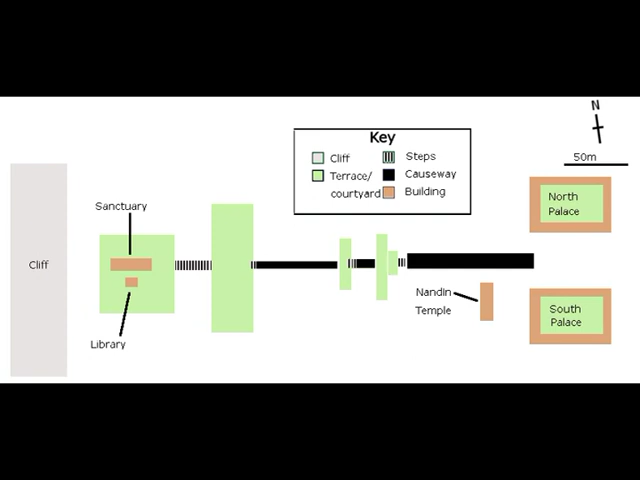 N
50m
Key
Cliff
Steps
Terrace/
courtyard
Causeway
Building
Sanctuary
Cliff
Library
Nandin
Temple
North
Palace
South
Palace